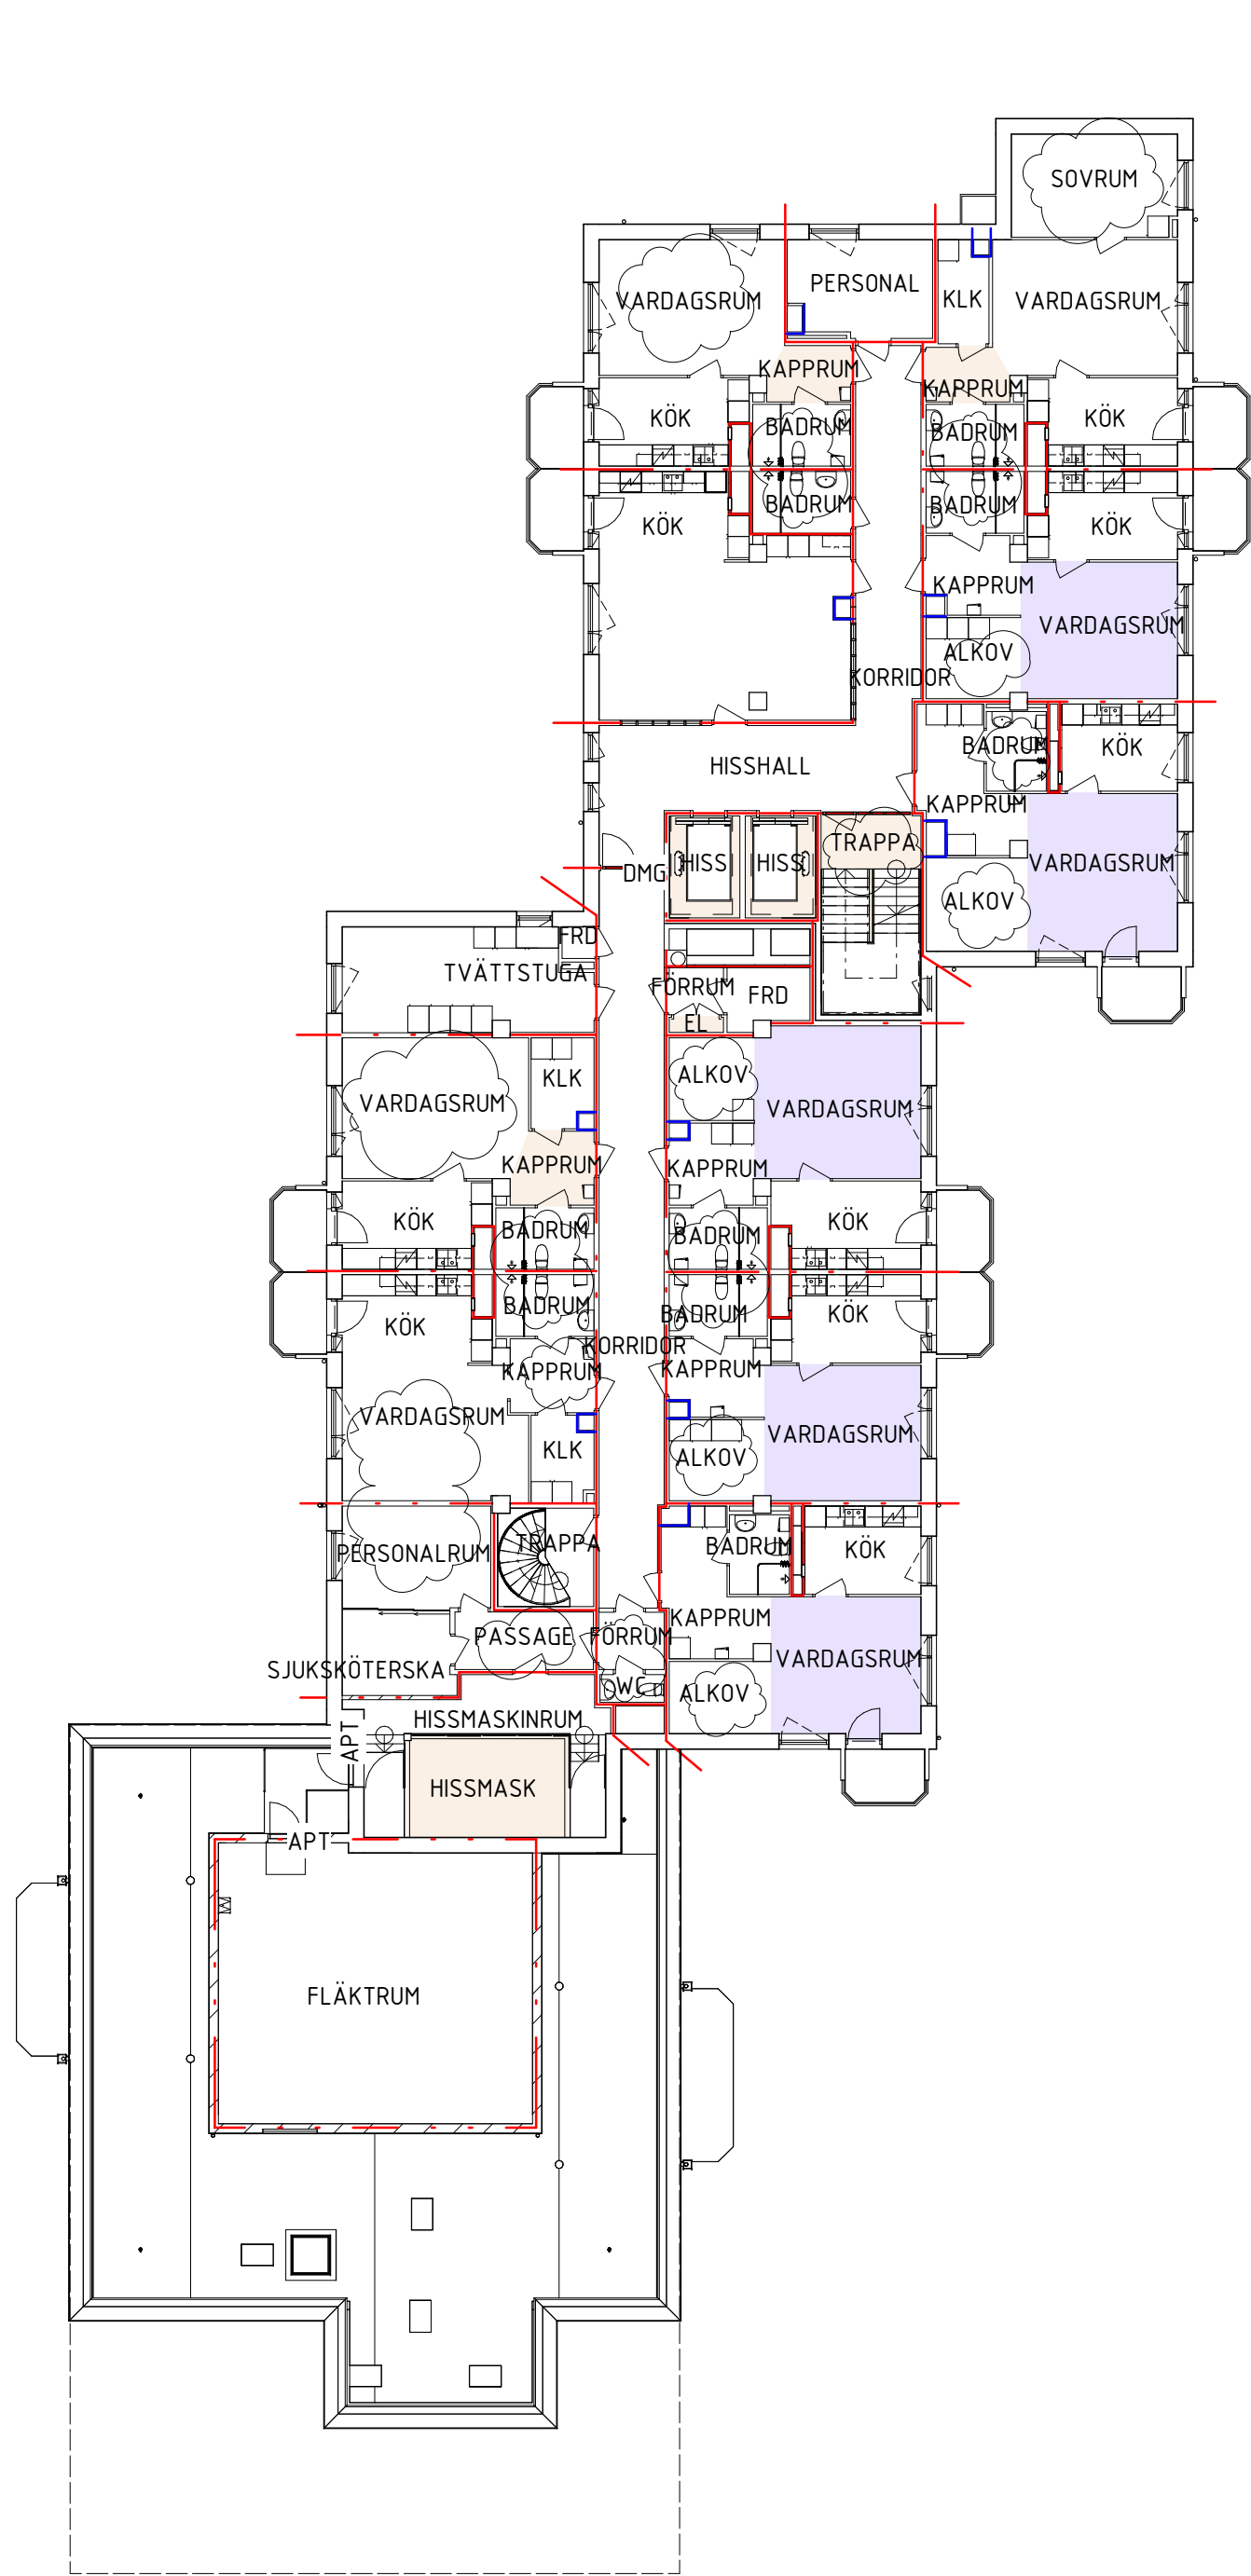 SOVRUM
PERSONAL
VARDAGSRUM
KLK
VARDAGSRUM
KAPPRUM
KAPPRUM
KÖK
BADRUM
BADRUM
KÖK
BADRUM
BADRUM
KÖK
KÖK
KAPPRUM
VARDAGSRUM
ALKOV
KORRIDOR
HISSHALL
BADRUM
KÖK
KAPPRUM
TRAPPA
HISS
HISS
VARDAGSRUM
DMG
ALKOV
FRD
TVÄTTSTUGA
FÖRRUM
FRD
EL
KLK
ALKOV
VARDAGSRUM
VARDAGSRUM
KAPPRUM
KAPPRUM
KÖK
BADRUM
BADRUM
KÖK
BADRUM
BADRUM
KÖK
KÖK
KORRIDOR
KAPPRUM
KAPPRUM
VARDAGSRUM
VARDAGSRUM
KLK
ALKOV
PERSONALRUM
TRAPPA
BADRUM
KÖK
KAPPRUM
PASSAGE
FÖRRUM
VARDAGSRUM
SJUKSKÖTERSKA
WC
ALKOV
HISSMASKINRUM
APT
HISSMASK
APT
FLÄKTRUM